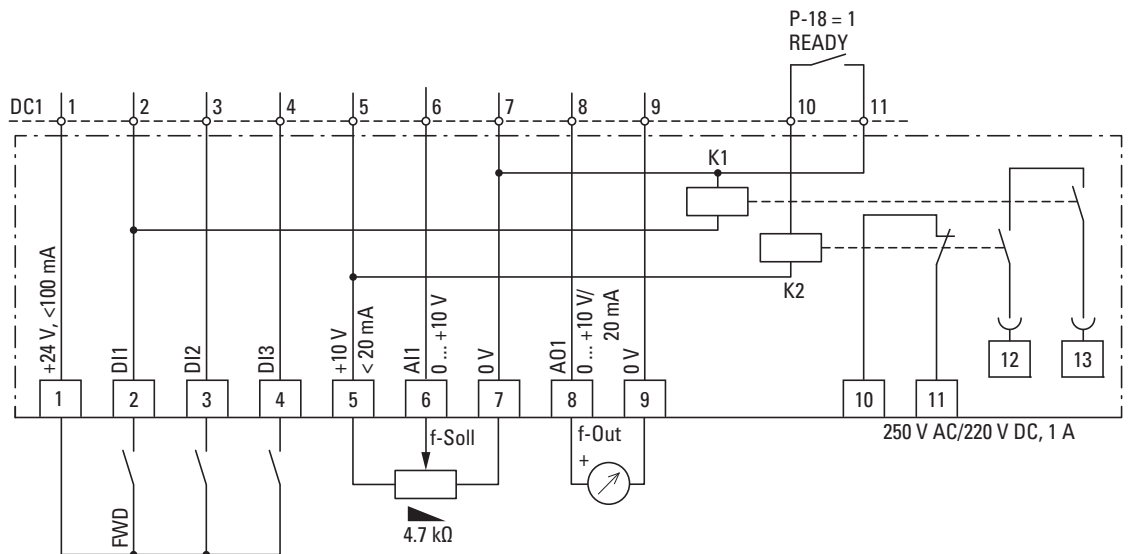 P-18 = 1
READY
DC1 1 2 3 4 5 6 7 8 9 10 11
K1
K2
+24 V, <100 mA
DI1
DI2
DI3
+10 V
< 20 mA
AI1
0 ... +10 V
0 V
AO1
0 ... +10 V/
20 mA
0 V
12 13
1 2 3 4 5 6 7 8 9 10 11
250 V AC/220 V DC, 1 A
f-Soll
f-Out
+
FWD
4.7 kΩ